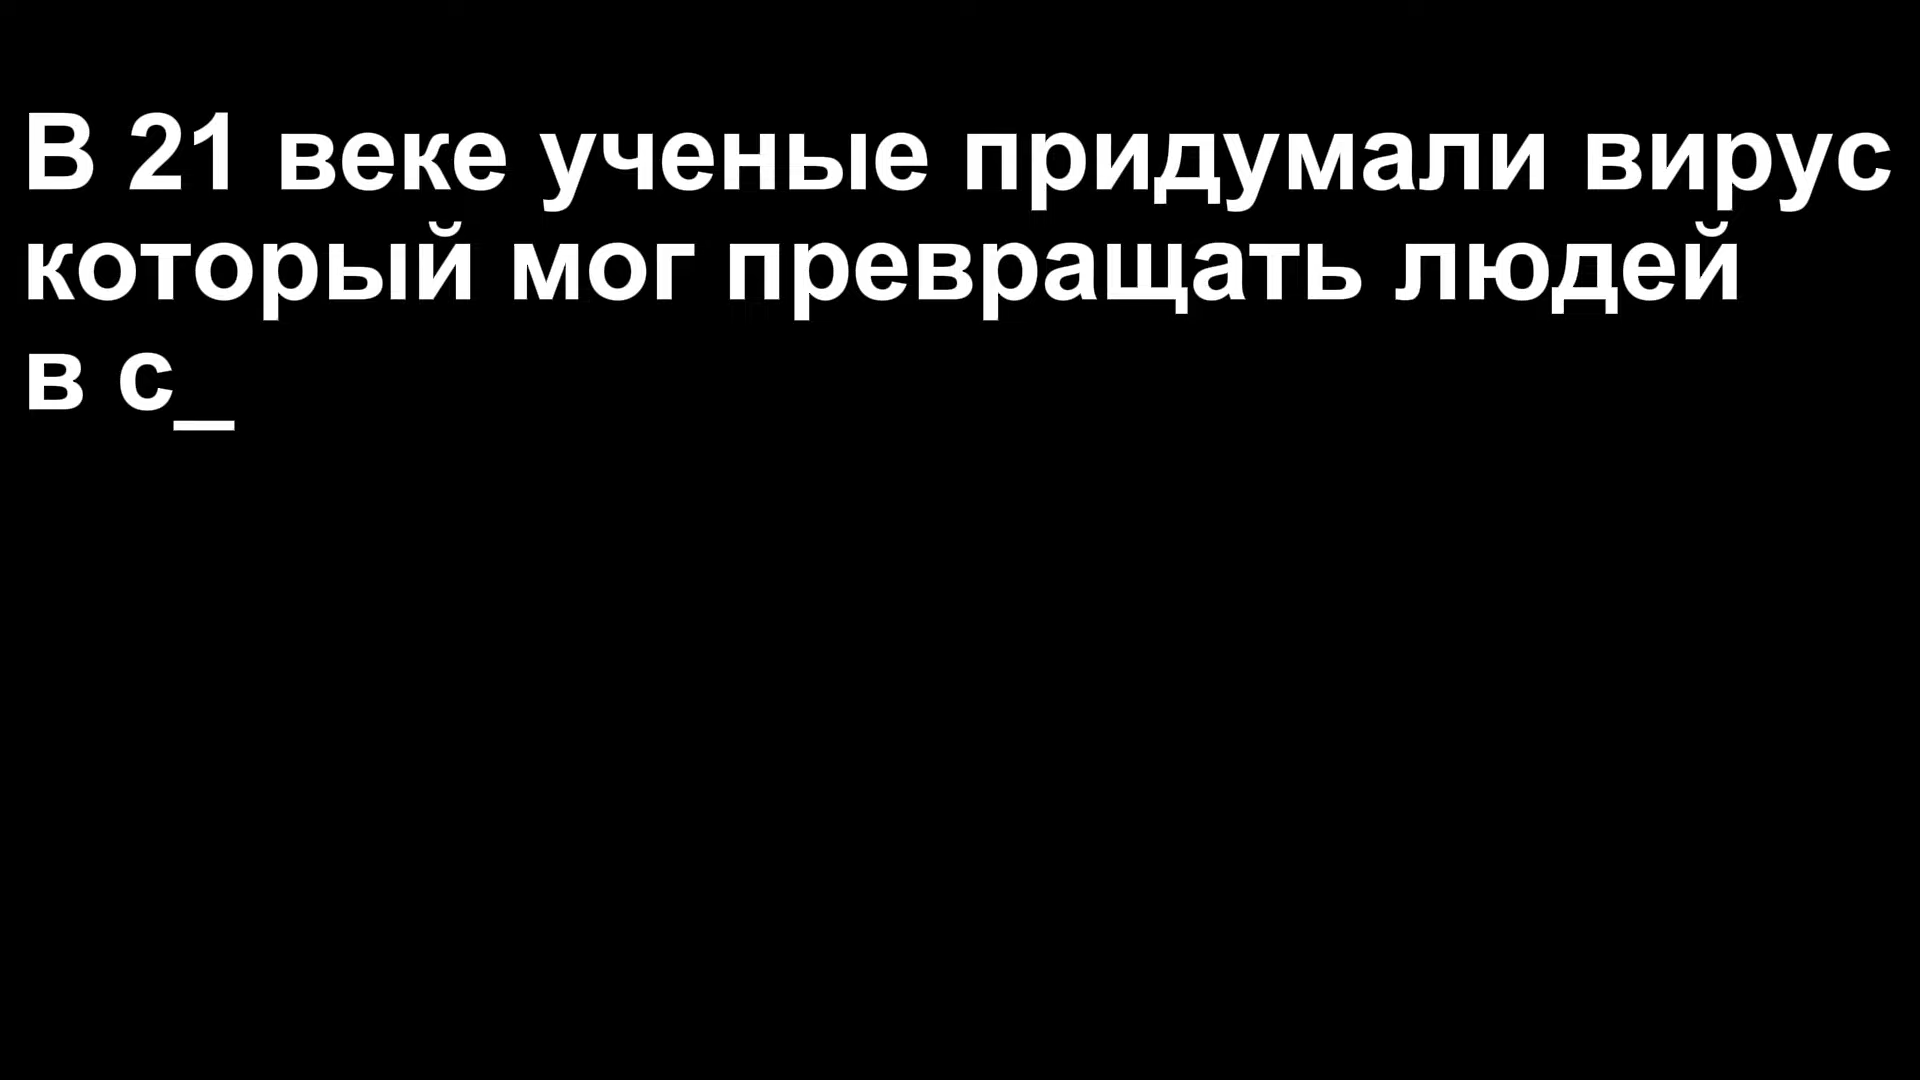 В 21 веке ученые придумали вирус
который мог превращать людей
в с_